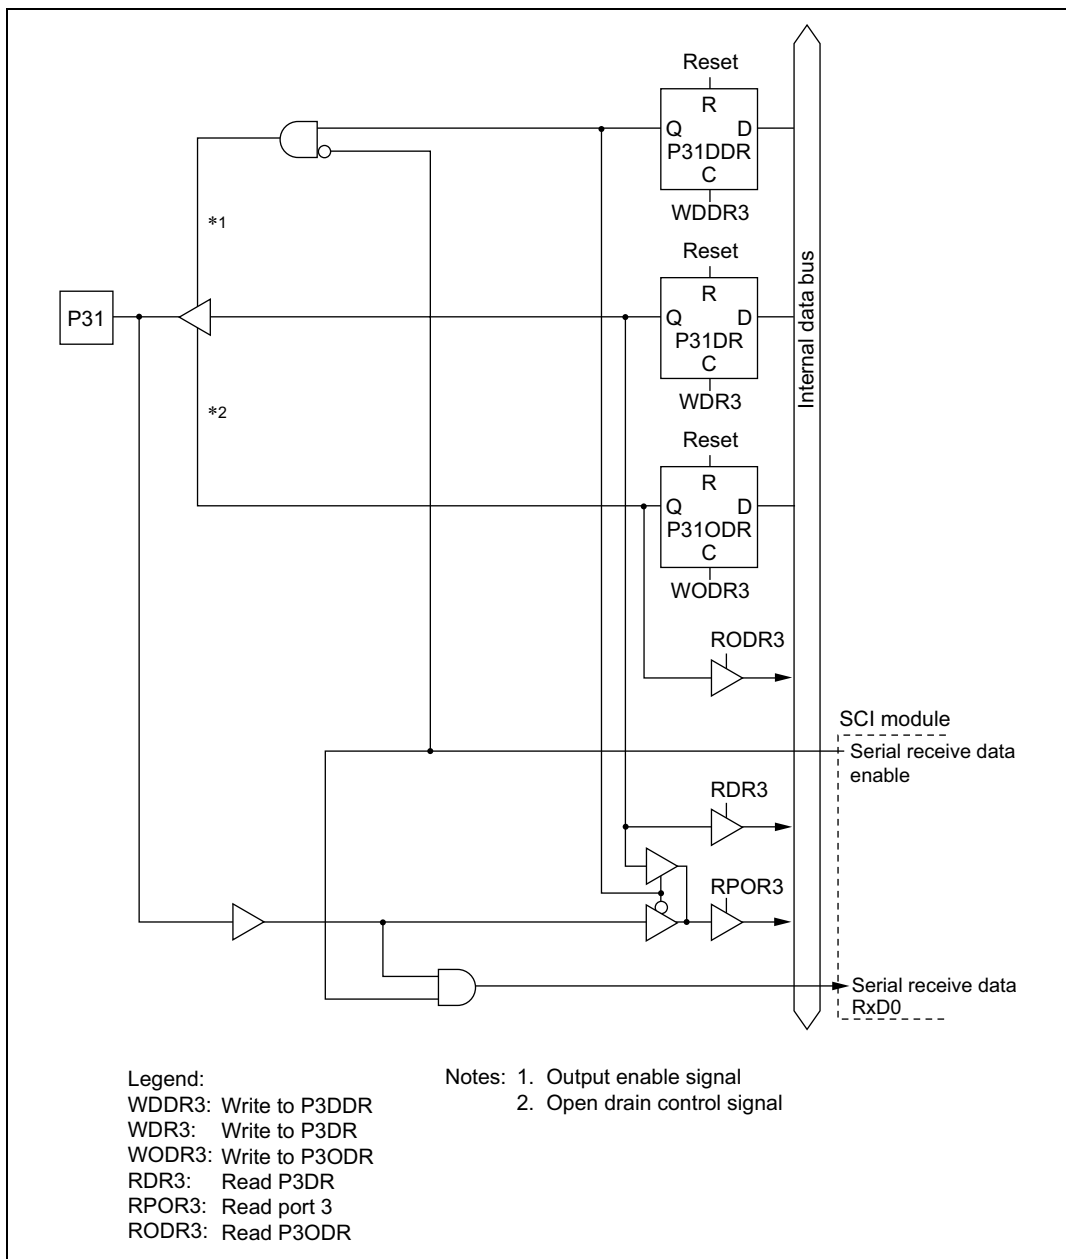 Reset
R
Q D
P31DDR
C
WDDR3
*1
Reset
R
P31
Q D
P31DR
C
WDR3
*2
Internal data bus
Reset
R
Q D
P31ODR
C
WODR3
RODR3
SCI module
Serial receive data
enable
RDR3
RPOR3
Serial receive data
RxD0
Legend:
WDDR3: Write to P3DDR
WDR3: Write to P3DR
WODR3: Write to P3ODR
RDR3: Read P3DR
RPOR3: Read port 3
RODR3: Read P3ODR
Notes: 1. Output enable signal
2. Open drain control signal